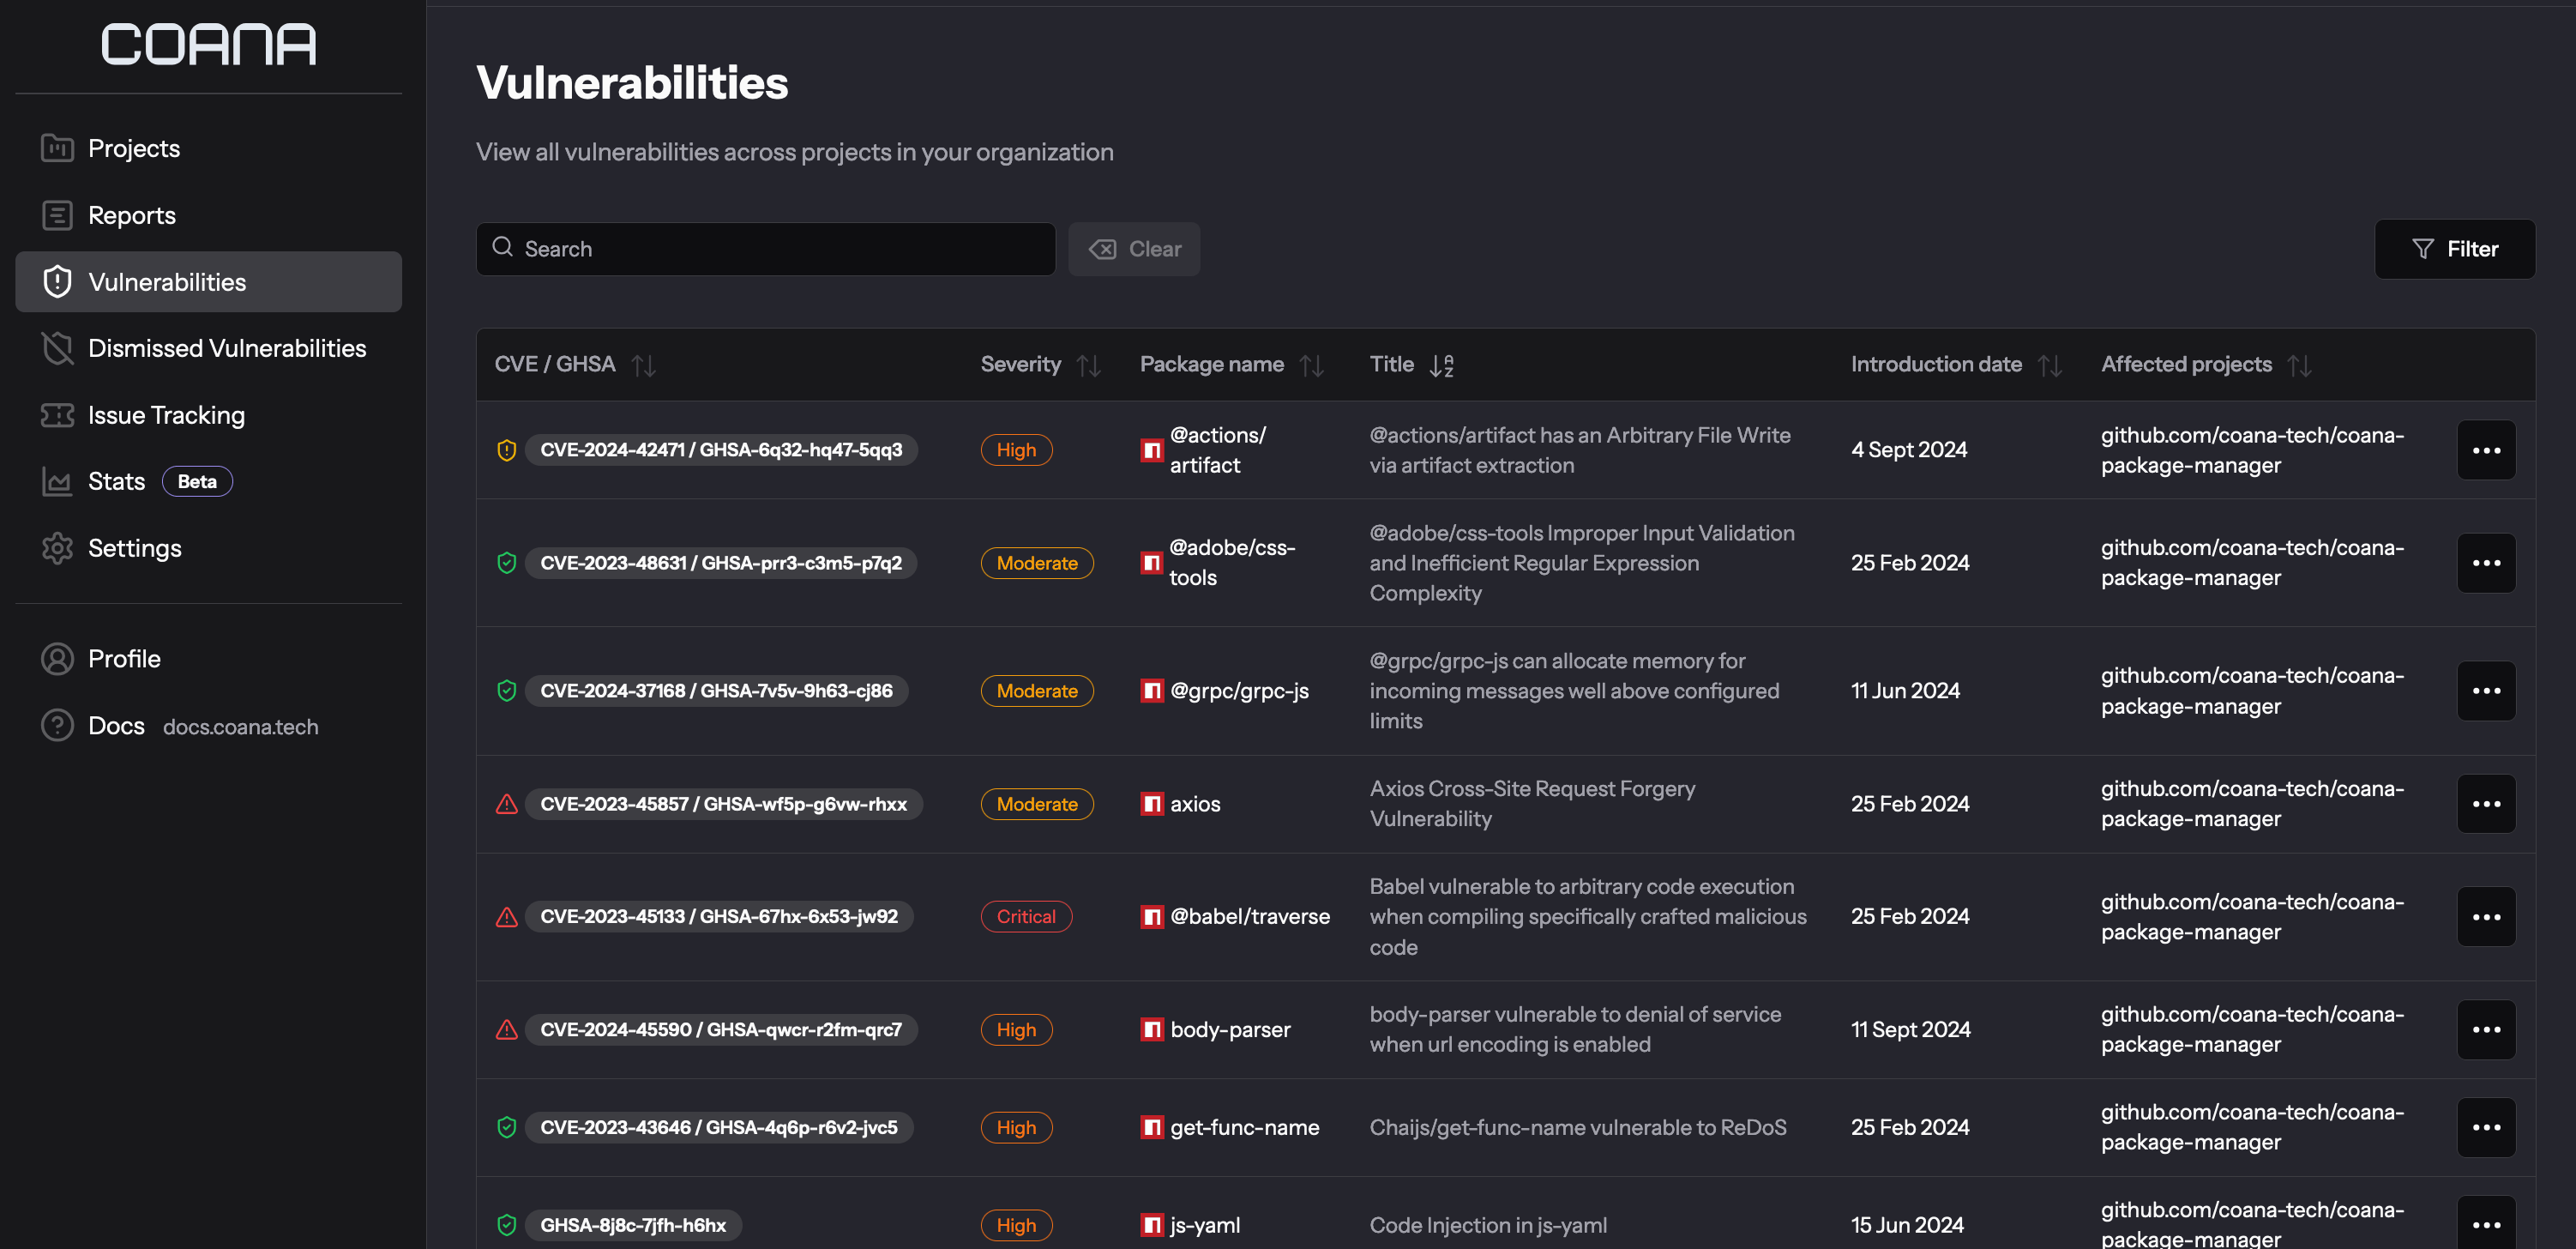 COANA
Projects
Reports
Vulnerabilities
Dismissed Vulnerabilities
Issue Tracking
Stats Beta
Settings
Profile
Docs docs.coana.tech
Vulnerabilities
View all vulnerabilities across projects in your organization
Search
Clear
Filter
CVE / GHSA Severity Package name Title Introduction date Affected projects
CVE-2024-42471 / GHSA-6q32-hq47-5qq3
High
@actions/
artifact
@actions/artifact has an Arbitrary File Write
via artifact extraction
4 Sept 2024
github.com/coana-tech/coana-
package-manager
CVE-2023-48631 / GHSA-prr3-c3m5-p7q2
Moderate
@adobe/css-
tools
@adobe/css-tools Improper Input Validation
and Inefficient Regular Expression
Complexity
25 Feb 2024
github.com/coana-tech/coana-
package-manager
CVE-2024-37168 / GHSA-7v5v-9h63-cj86
Moderate
@grpc/grpc-js
@grpc/grpc-js can allocate memory for
incoming messages well above configured
limits
11 Jun 2024
github.com/coana-tech/coana-
package-manager
CVE-2023-45857 / GHSA-wf5p-g6vw-rhxx
Moderate
axios
Axios Cross-Site Request Forgery
Vulnerability
25 Feb 2024
github.com/coana-tech/coana-
package-manager
CVE-2023-45133 / GHSA-67hx-6x53-jw92
Critical
@babel/traverse
Babel vulnerable to arbitrary code execution
when compiling specifically crafted malicious
code
25 Feb 2024
github.com/coana-tech/coana-
package-manager
CVE-2024-45590 / GHSA-qwcr-r2fm-qrc7
High
body-parser
body-parser vulnerable to denial of service
when url encoding is enabled
11 Sept 2024
github.com/coana-tech/coana-
package-manager
CVE-2023-43646 / GHSA-4q6p-r6v2-jvc5
High
get-func-name
Chaijs/get-func-name vulnerable to ReDoS
25 Feb 2024
github.com/coana-tech/coana-
package-manager
GHSA-8j8c-7jfh-h6hx
High
js-yaml
Code Injection in js-yaml
15 Jun 2024
github.com/coana-tech/coana-
package-manager